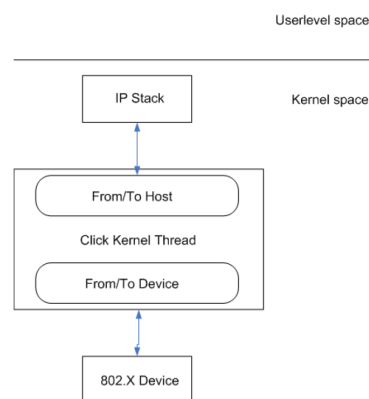 Userlevel space
IP Stack
Kernel space
From/To Host
Click Kernel Thread
From/To Device
802.X Device